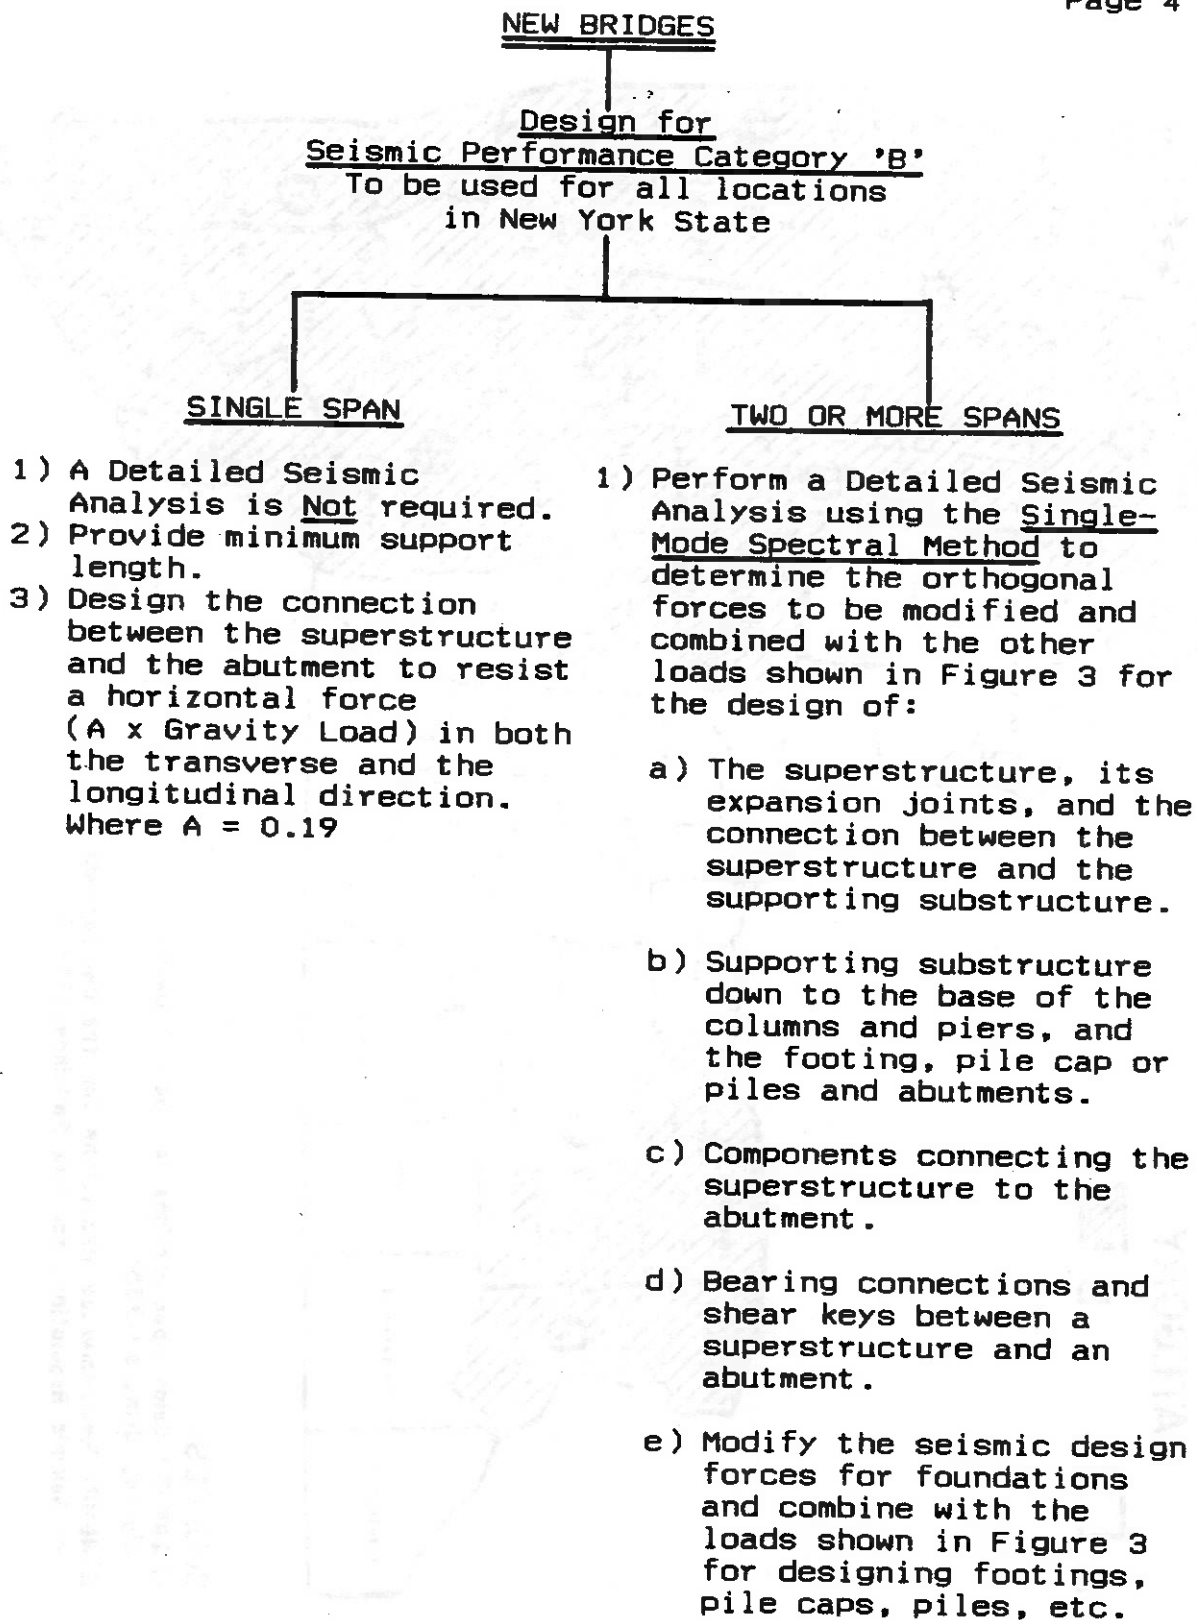 Page 4
NEW BRIDGES
Design for
Seismic Performance Category 'B'
To be used for all locations
in New York State
SINGLE SPAN
1) A Detailed Seismic
Analysis is Not required.
2) Provide minimum support
length.
3) Design the connection
between the superstructure
and the abutment to resist
a horizontal force
(A x Gravity Load) in both
the transverse and the
longitudinal direction.
Where A = 0.19
TWO OR MORE SPANS
1) Perform a Detailed Seismic
Analysis using the Single-
Mode Spectral Method to
determine the orthogonal
forces to be modified and
combined with the other
loads shown in Figure 3 for
the design of:
a) The superstructure, its
expansion joints, and the
connection between the
superstructure and the
supporting substructure.
b) Supporting substructure
down to the base of the
columns and piers, and
the footing, pile cap or
piles and abutments.
c) Components connecting the
superstructure to the
abutment.
d) Bearing connections and
shear keys between a
superstructure and an
abutment.
e) Modify the seismic design
forces for foundations
and combine with the
loads shown in Figure 3
for designing footings,
pile caps, piles, etc.